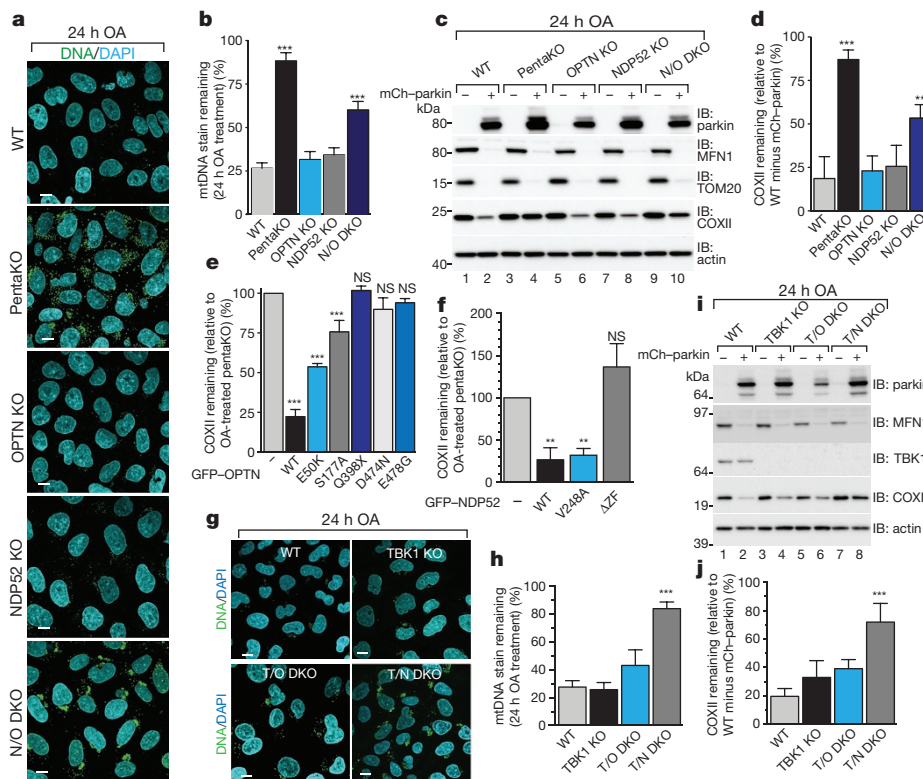 a
24 h OA
DNA/DAPI
WT
PentaKO
OPTN KO
NDP52 KO
N/O DKO
b
mtDNA stain remaining
(24 h OA treatment) (%)
100
75
50
25
0
***
***
WT
PentaKO
OPTN KO
NDP52 KO
N/O DKO
c
24 h OA
WT
PentaKO
OPTN KO
NDP52 KO
N/O DKO
mCh–parkin
– + – + – + – + – +
kDa
80
80
15
25
40
IB:
parkin
IB:
MFN1
IB:
TOM20
IB:
COXII
IB:
actin
1 2 3 4 5 6 7 8 9 10
d
COXII remaining (relative to
WT minus mCh–parkin) (%)
100
75
50
25
0
***
**
WT
PentaKO
OPTN KO
NDP52 KO
N/O DKO
e
COXII remaining (relative to
OA-treated pentaKO) (%)
100
75
50
25
0
***
***
***
NS
NS
NS
GFP–OPTN
–
WT
E50K
S177A
Q398X
D474N
E478G
f
COXII remaining (relative to
OA-treated pentaKO) (%)
200
150
100
50
0
**
**
NS
GFP–NDP52
–
WT
V248A
ΔZF
g
24 h OA
DNA/DAPI
WT
TBK1 KO
DNA/DAPI
T/O DKO
T/N DKO
h
mtDNA stain remaining
(24 h OA treatment) (%)
100
80
60
40
20
0
***
WT
TBK1 KO
T/O DKO
T/N DKO
i
24 h OA
WT
TBK1 KO
T/O DKO
T/N DKO
mCh–parkin
– + – + – + – +
kDa
64
97
64
19
39
IB: parkin
IB: MFN
IB: TBK1
IB: COXI
IB: actin
1 2 3 4 5 6 7 8
j
COXII remaining (relative to
WT minus mCh–parkin) (%)
100
80
60
40
20
0
***
WT
TBK1 KO
T/O DKO
T/N DKO